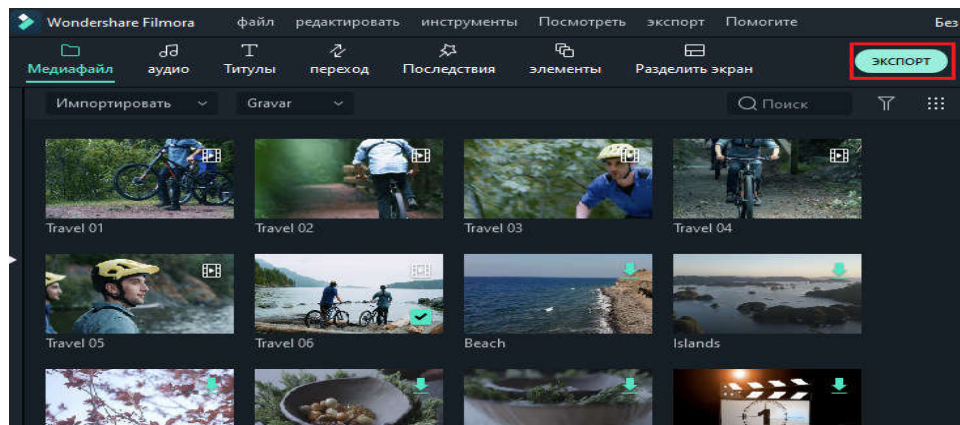 Wondershare Filmora файл редактировать инструменты Посмотреть экспорт Помогите Без
Медиафайл аудио Титулы переход Последствия элементы Разделить экран ЭКСПОРТ
Импортировать Gravar Поиск
Travel 01 Travel 02 Travel 03 Travel 04
Travel 05 Travel 06 Beach Islands
1